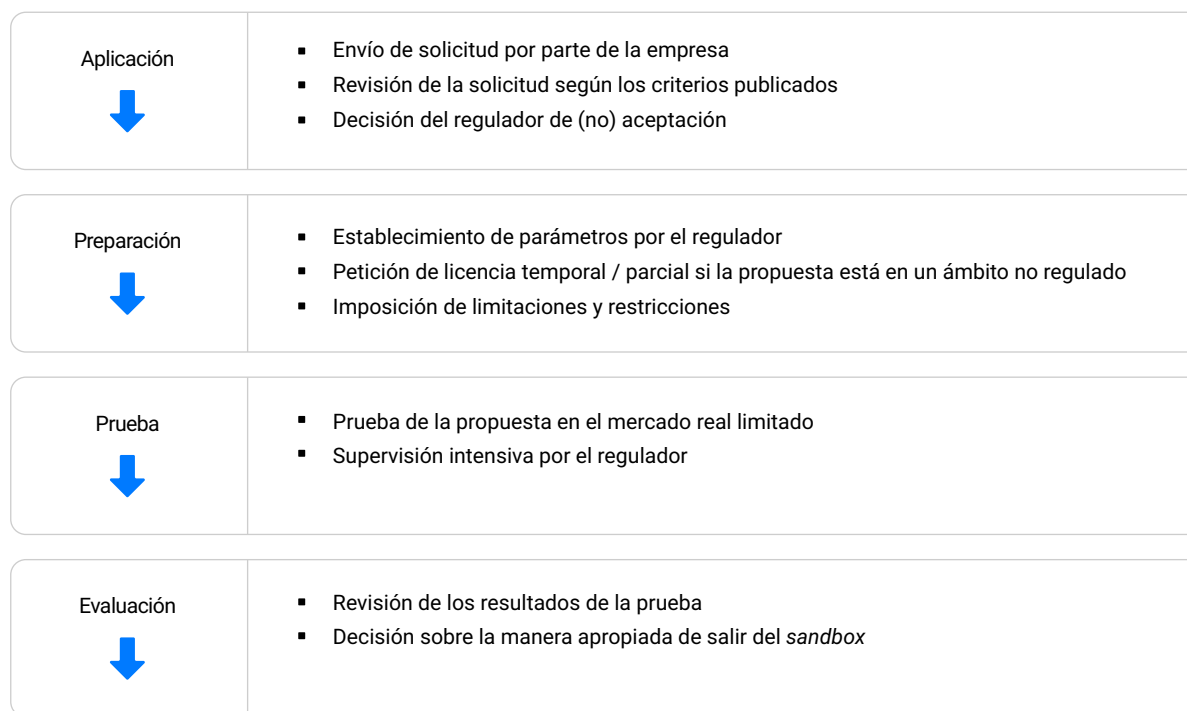 Aplicación
▪ Envío de solicitud por parte de la empresa
▪ Revisión de la solicitud según los criterios publicados
▪ Decisión del regulador de (no) aceptación
Preparación
▪ Establecimiento de parámetros por el regulador
▪ Petición de licencia temporal / parcial si la propuesta está en un ámbito no regulado
▪ Imposición de limitaciones y restricciones
Prueba
▪ Prueba de la propuesta en el mercado real limitado
▪ Supervisión intensiva por el regulador
Evaluación
▪ Revisión de los resultados de la prueba
▪ Decisión sobre la manera apropiada de salir del sandbox